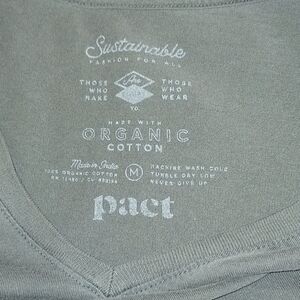 Sustainable
FASHION FOR ALL
THOSE WHO MAKE
THOSE WHO WEAR
MADE WITH
ORGANIC
COTTON
Made in India
100% ORGANIC COTTON
M
MACHINE WASH COLD
TUMBLE DRY LOW
NEVER GIVE UP
pact